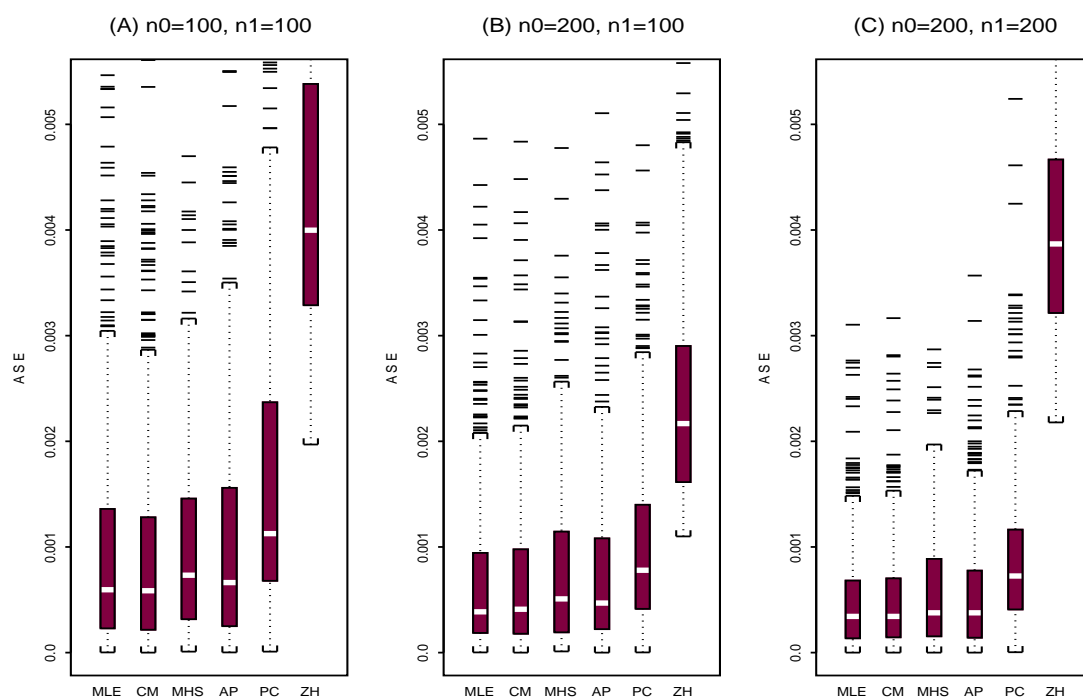 (A) n0=100, n1=100
ASE
0.005
0.004
0.003
0.002
0.001
0.0
MLE CM MHS AP PC ZH
(B) n0=200, n1=100
ASE
0.005
0.004
0.003
0.002
0.001
0.0
MLE CM MHS AP PC ZH
(C) n0=200, n1=200
ASE
0.005
0.004
0.003
0.002
0.001
0.0
MLE CM MHS AP PC ZH